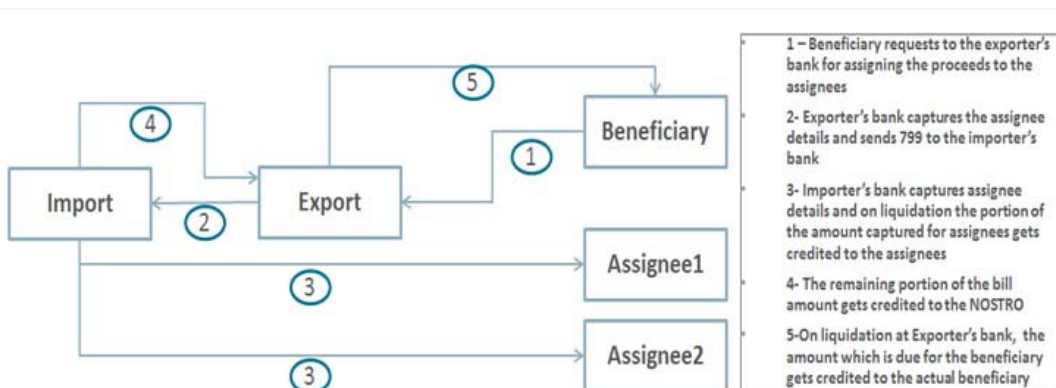 5
4
Beneficiary
1
Import
Export
2
Assignee1
3
Assignee2
3
1 – Beneficiary requests to the exporter's
bank for assigning the proceeds to the
assignees
2- Exporter's bank captures the assignee
details and sends 799 to the importer's
bank
3- Importer's bank captures assignee
details and on liquidation the portion of
the amount captured for assignees gets
credited to the assignees
4- The remaining portion of the bill
amount gets credited to the NOSTRO
5-On liquidation at Exporter's bank, the
amount which is due for the beneficiary
gets credited to the actual beneficiary